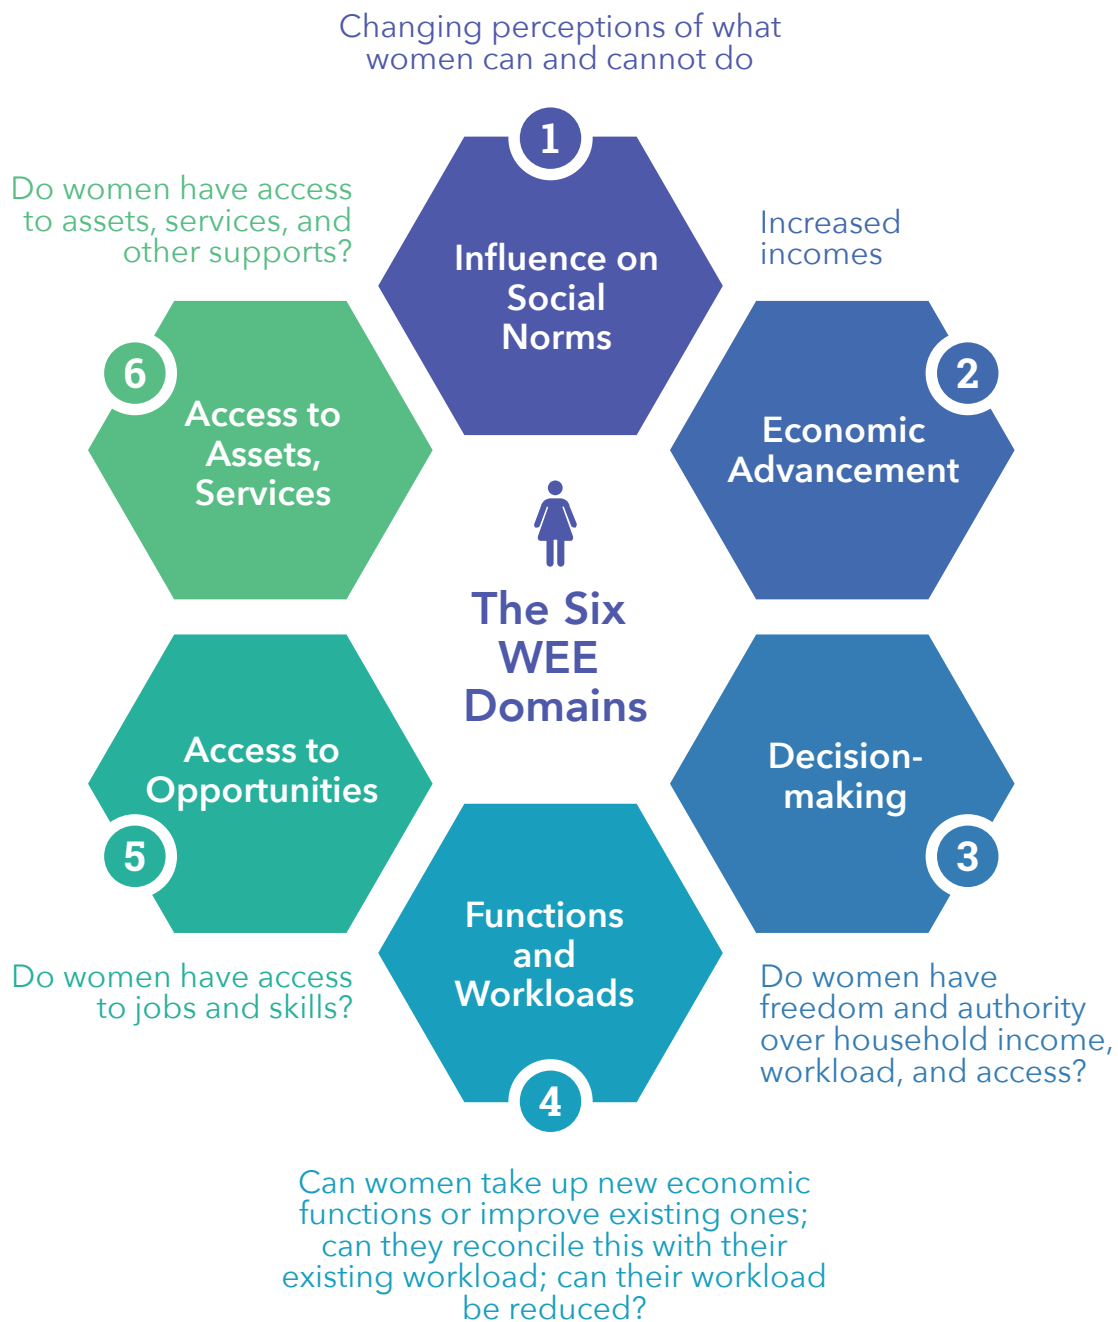 Changing perceptions of what
women can and cannot do
1
Influence on
Social
Norms
Increased
incomes
2
Economic
Advancement
Decision-
making
3
Do women have
freedom and authority
over household income,
workload, and access?
Functions
and
Workloads
4
Can women take up new economic
functions or improve existing ones;
can they reconcile this with their
existing workload; can their workload
be reduced?
Access to
Opportunities
5
Do women have access
to jobs and skills?
Do women have access
to assets, services, and
other supports?
6
Access to
Assets,
Services
The Six
WEE
Domains